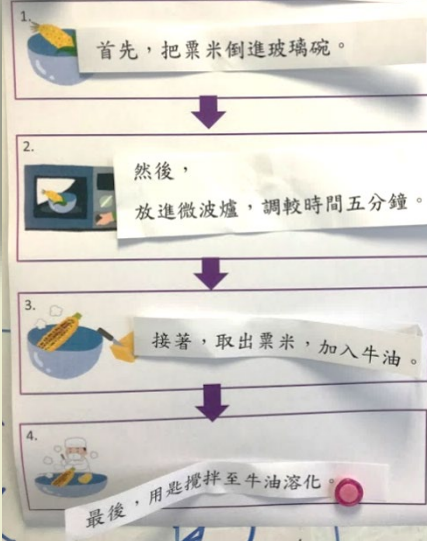 1.
首先，把粟米倒進玻璃碗。
2.
然後，
放進微波爐，調較時間五分鐘。
3.
接著，取出粟米，加入牛油。
4.
最後，用匙攪拌至牛油溶化。